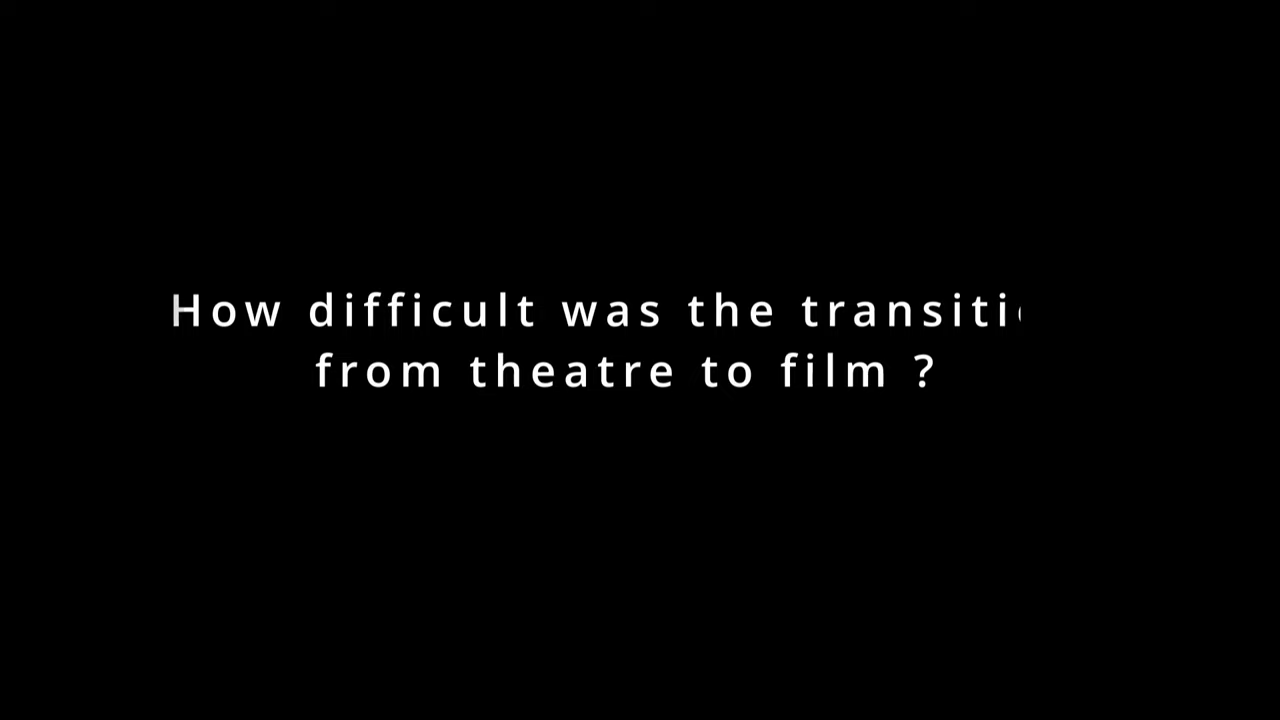 How difficult was the transiti
from theatre to film ?